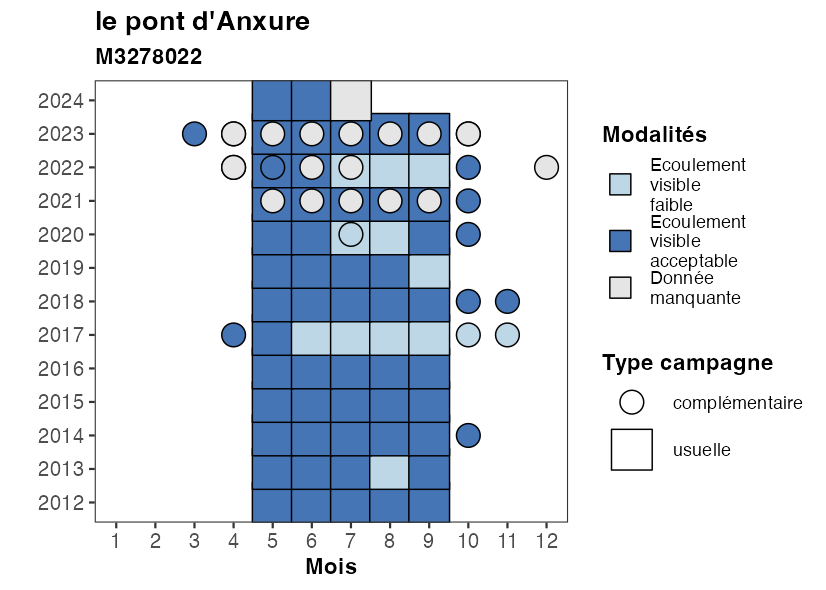 le pont d'Anxure
M3278022
2024
2023
2022
2021
2020
2019
2018
2017
2016
2015
2014
2013
2012
1 2 3 4 5 6 7 8 9 10 11 12
Mois
Modalités
Ecoulement
visible
faible
Ecoulement
visible
acceptable
Donnée
manquante
Type campagne
complémentaire
usuelle